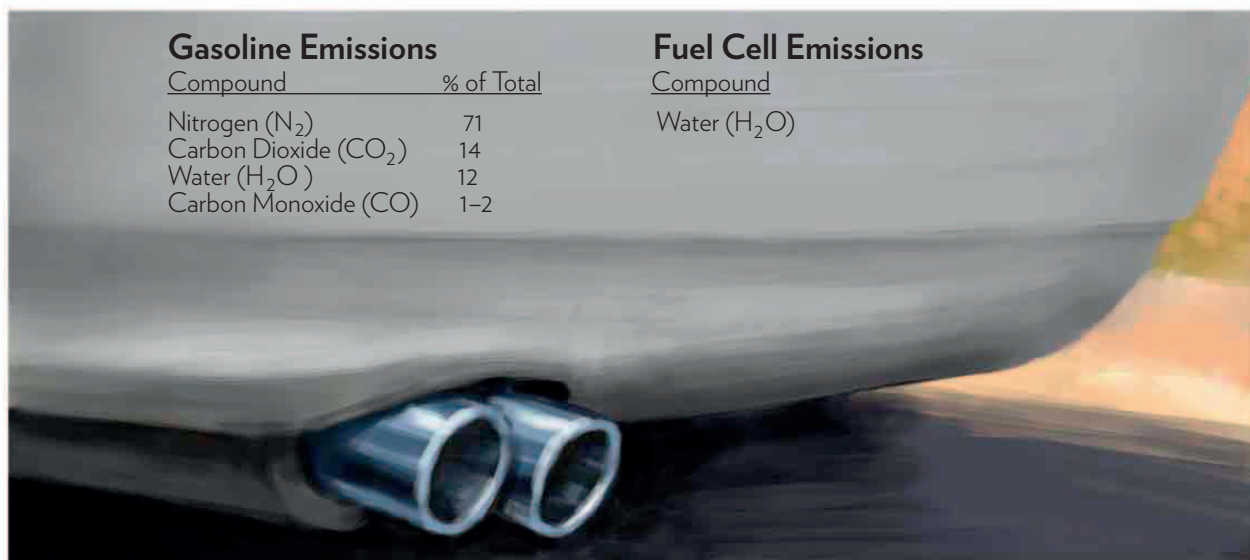 Gasoline Emissions
Compound % of Total
Nitrogen (N₂) 71
Carbon Dioxide (CO₂) 14
Water (H₂O ) 12
Carbon Monoxide (CO) 1–2
Fuel Cell Emissions
Compound
Water (H₂O)